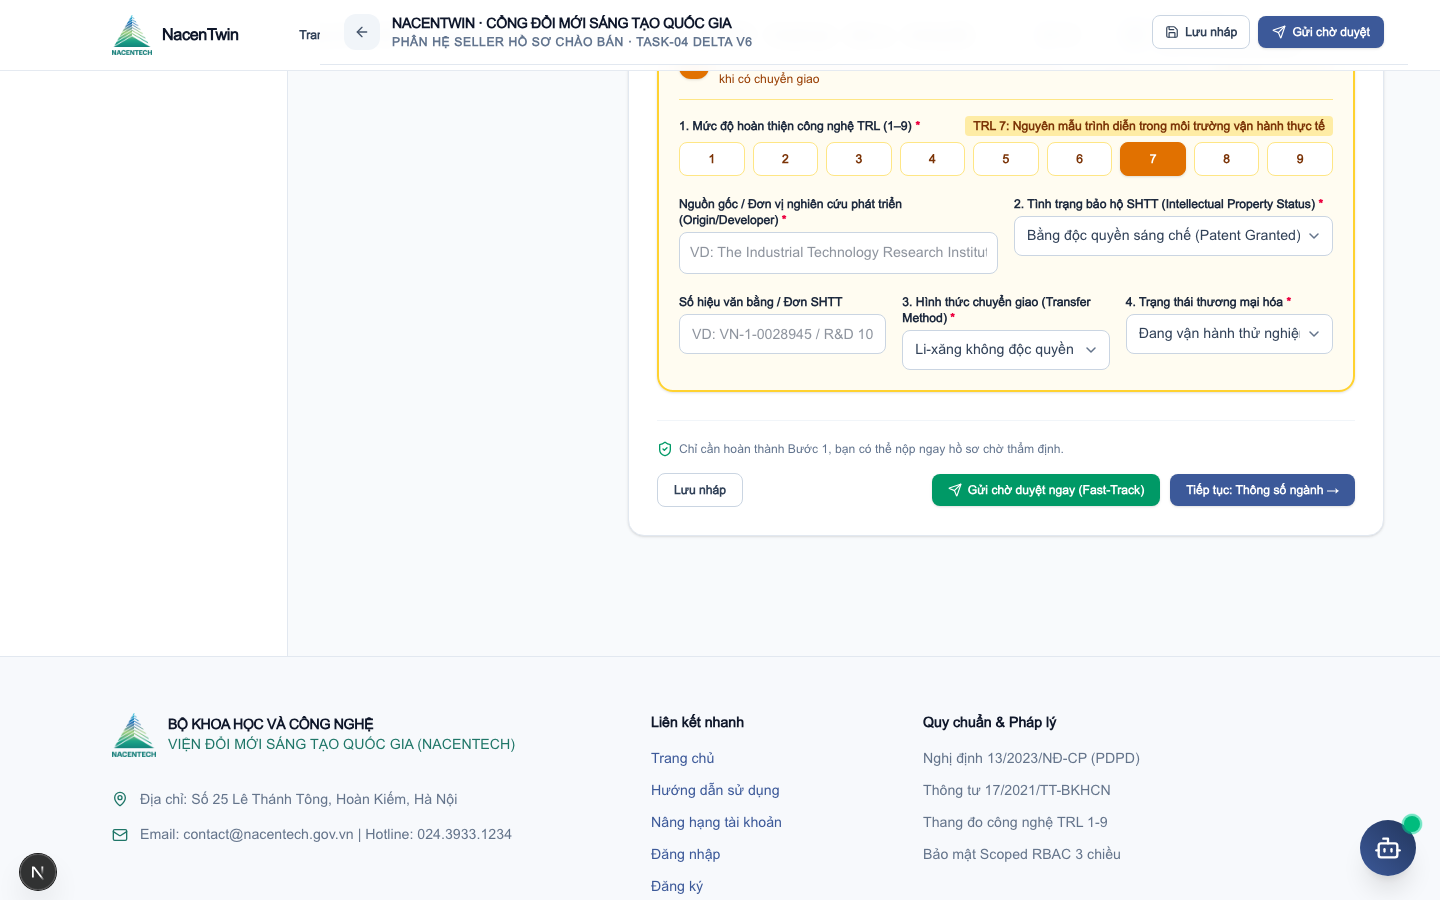 NACENTECH
NacenTwin
NACENTWIN · CỔNG ĐỔI MỚI SÁNG TẠO QUỐC GIA
PHÂN HỆ SELLER HỒ SƠ CHÀO BÁN · TASK-04 DELTA V6
Lưu nháp
Gửi chờ duyệt
khi có chuyển giao
1. Mức độ hoàn thiện công nghệ TRL (1–9) *
TRL 7: Nguyên mẫu trình diễn trong môi trường vận hành thực tế
1 2 3 4 5 6 7 8 9
Nguồn gốc / Đơn vị nghiên cứu phát triển
(Origin/Developer) *
VD: The Industrial Technology Research
2. Tình trạng bảo hộ SHTT (Intellectual Property Status) *
Bằng độc quyền sáng chế (Patent Granted)
Số hiệu văn bằng / Đơn SHTT
VD: VN-1-0028945 / R&D 10
3. Hình thức chuyển giao (Transfer
Method) *
Li-xăng không độc quyền
4. Trạng thái thương mại hóa *
Đang vận hành thử
Chỉ cần hoàn thành Bước 1, bạn có thể nộp ngay hồ sơ chờ thẩm định.
Lưu nháp
Gửi chờ duyệt ngay (Fast-Track)
Tiếp tục: Thông số ngành →
NACENTECH
BỘ KHOA HỌC VÀ CÔNG NGHỆ
VIỆN ĐỔI MỚI SÁNG TẠO QUỐC GIA (NACENTECH)
Địa chỉ: Số 25 Lê Thánh Tông, Hoàn Kiếm, Hà Nội
Email: contact@nacentech.gov.vn | Hotline: 024.3933.1234
Liên kết nhanh
Trang chủ
Hướng dẫn sử dụng
Nâng hạng tài khoản
Đăng nhập
Đăng ký
Quy chuẩn & Pháp lý
Nghị định 13/2023/NĐ-CP (PDPD)
Thông tư 17/2021/TT-BKHCN
Thang đo công nghệ TRL 1-9
Bảo mật Scoped RBAC 3 chiều
N